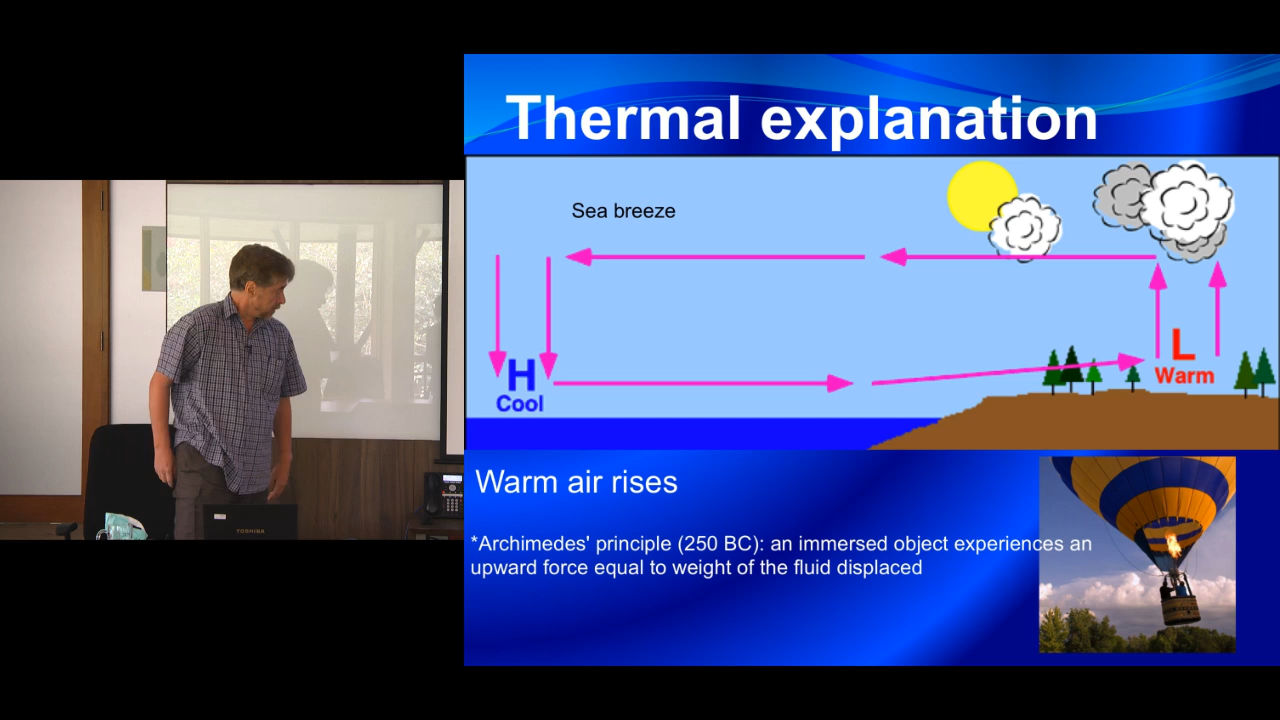 Thermal explanation
Sea breeze
H
Cool
L
Warm
Warm air rises
*Archimedes' principle (250 BC): an immersed object experiences an
upward force equal to weight of the fluid displaced
TOSHIBA